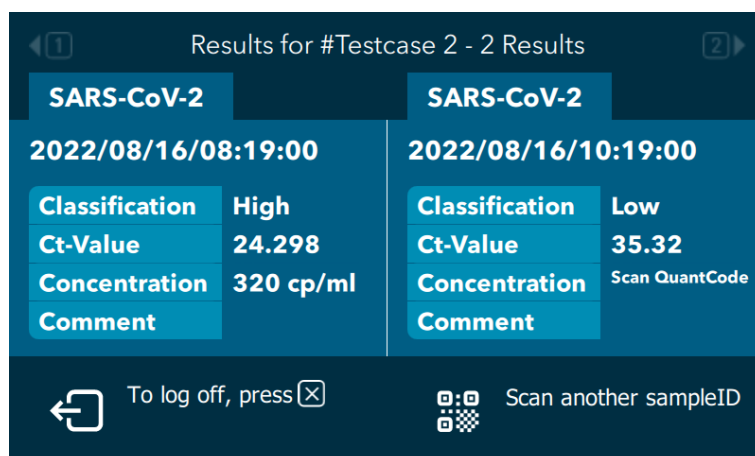 1 Results for #Testcase 2 - 2 Results 2
SARS-CoV-2
2022/08/16/08:19:00
Classification High
Ct-Value 24.298
Concentration 320 cp/ml
Comment
SARS-CoV-2
2022/08/16/10:19:00
Classification Low
Ct-Value 35.32
Concentration Scan QuantCode
Comment
To log off, press X
Scan another sampleID